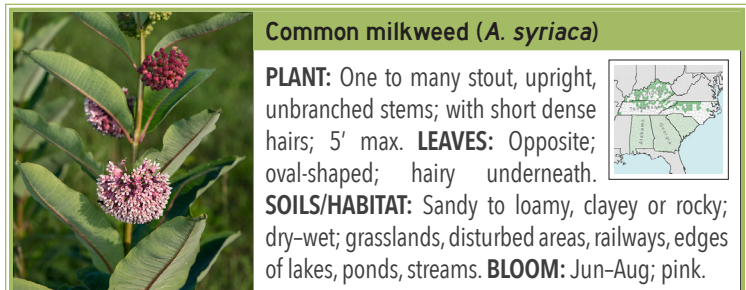 Common milkweed (A. syriaca)
PLANT: One to many stout, upright,
unbranched stems; with short dense
hairs; 5′ max. LEAVES: Opposite;
oval-shaped; hairy underneath.
SOILS/HABITAT: Sandy to loamy, clayey or rocky;
dry–wet; grasslands, disturbed areas, railways, edges
of lakes, ponds, streams. BLOOM: Jun–Aug; pink.
Alabama
Georgia